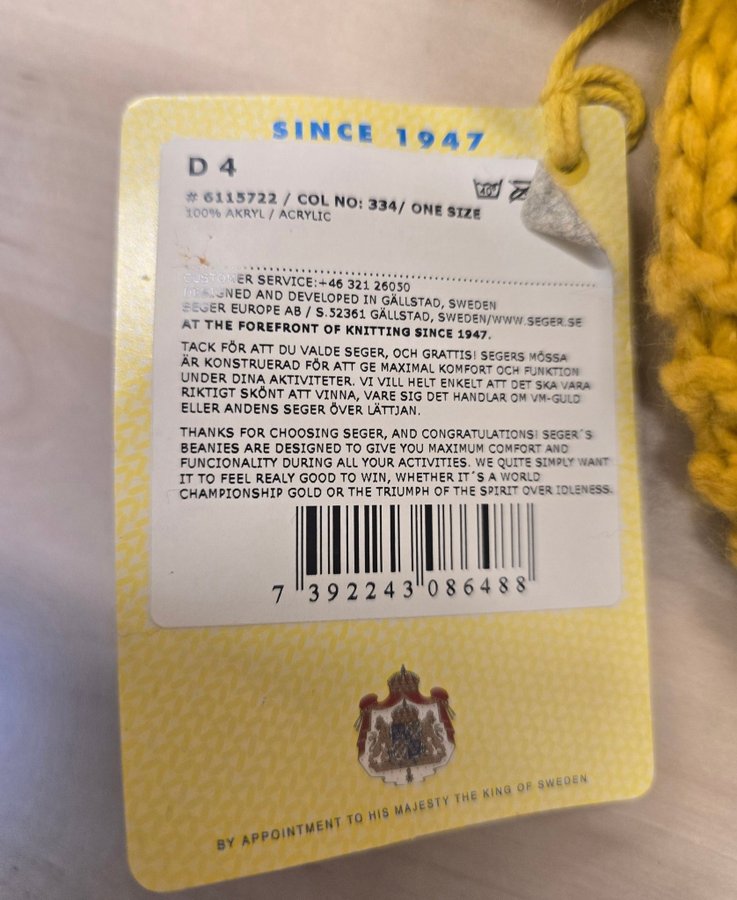 SINCE 1947
D 4
40°
# 6115722 / COL NO: 334/ ONE SIZE
100% AKRYL / ACRYLIC
CUSTOMER SERVICE:+46 321 26050
DESIGNED AND DEVELOPED IN GÄLLSTAD, SWEDEN
SEGER EUROPE AB / S.52361 GÄLLSTAD, SWEDEN/WWW.SEGER.SE
AT THE FOREFRONT OF KNITTING SINCE 1947.
TACK FÖR ATT DU VALDE SEGER, OCH GRATTIS! SEGERS MÖSSA
ÄR KONSTRUERAD FÖR ATT GE MAXIMAL KOMFORT OCH FUNKTION
UNDER DINA AKTIVITETER. VI VILL HELT ENKELT ATT DET SKA VARA
RIKTIGT SKÖNT ATT VINNA, VARE SIG DET HANDLAR OM VM-GULD
ELLER ANDENS SEGER ÖVER LÄTTJAN.
THANKS FOR CHOOSING SEGER, AND CONGRATULATIONS! SEGER´S
BEANIES ARE DESIGNED TO GIVE YOU MAXIMUM COMFORT AND
FUNCIONALITY DURING ALL YOUR ACTIVITIES. WE QUITE SIMPLY WANT
IT TO FEEL REALY GOOD TO WIN, WHETHER IT´S A WORLD
CHAMPIONSHIP GOLD OR THE TRIUMPH OF THE SPIRIT OVER IDLENESS.
7 392243 086488
BY APPOINTMENT TO HIS MAJESTY THE KING OF SWEDEN